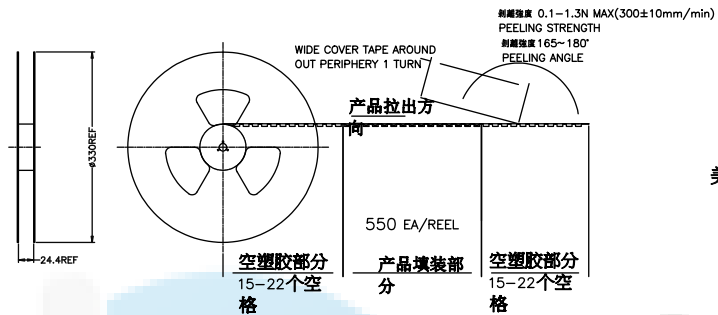 剝離強度 0.1-1.3N MAX(300±10mm/min)
PEELING STRENGTH
剝離強度165~180°
PEELING ANGLE
WIDE COVER TAPE AROUND
OUT PERIPHERY 1 TURN
产品拉出方
向
ø330REF
24.4REF
550 EA/REEL
空塑胶部分
15-22个空
格
产品填装部
分
空塑胶部分
15-22个空
格